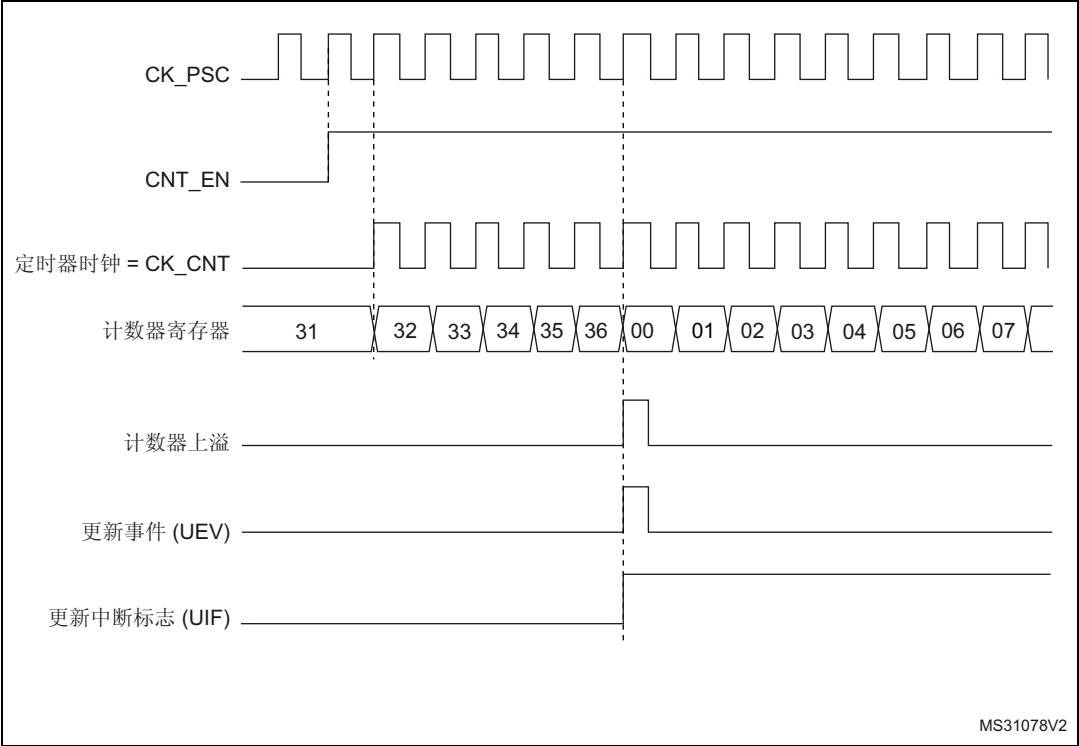 CK_PSC
CNT_EN
定时器时钟 = CK_CNT
计数器寄存器 31 32 33 34 35 36 00 01 02 03 04 05 06 07
计数器上溢
更新事件 (UEV)
更新中断标志 (UIF)
MS31078V2